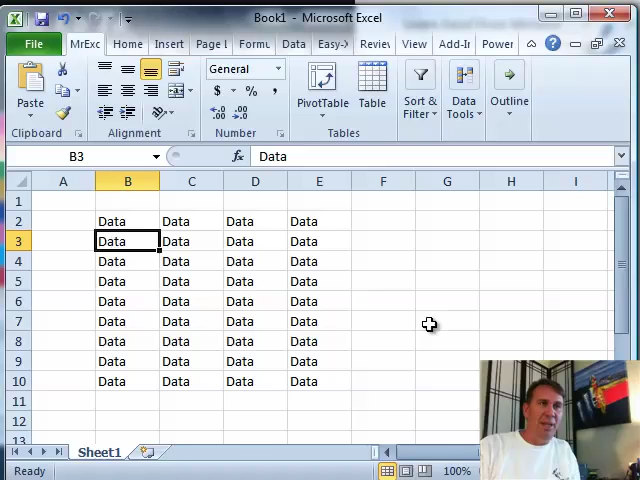 Book1 - Microsoft Excel
File MrExc Home Insert Page l Formu Data Easy-> Review View Add-In Power
General
Paste
$ % ,
PivotTable Table
Sort & Filter
Data Tools
Outline
Clipboard Alignment Number Tables
B3 fx Data
A B C D E F G H I
1
2 Data Data Data Data
3 Data Data Data Data
4 Data Data Data Data
5 Data Data Data Data
6 Data Data Data Data
7 Data Data Data Data
8 Data Data Data Data
9 Data Data Data Data
10 Data Data Data Data
11
12
13
Sheet1
Ready 100%